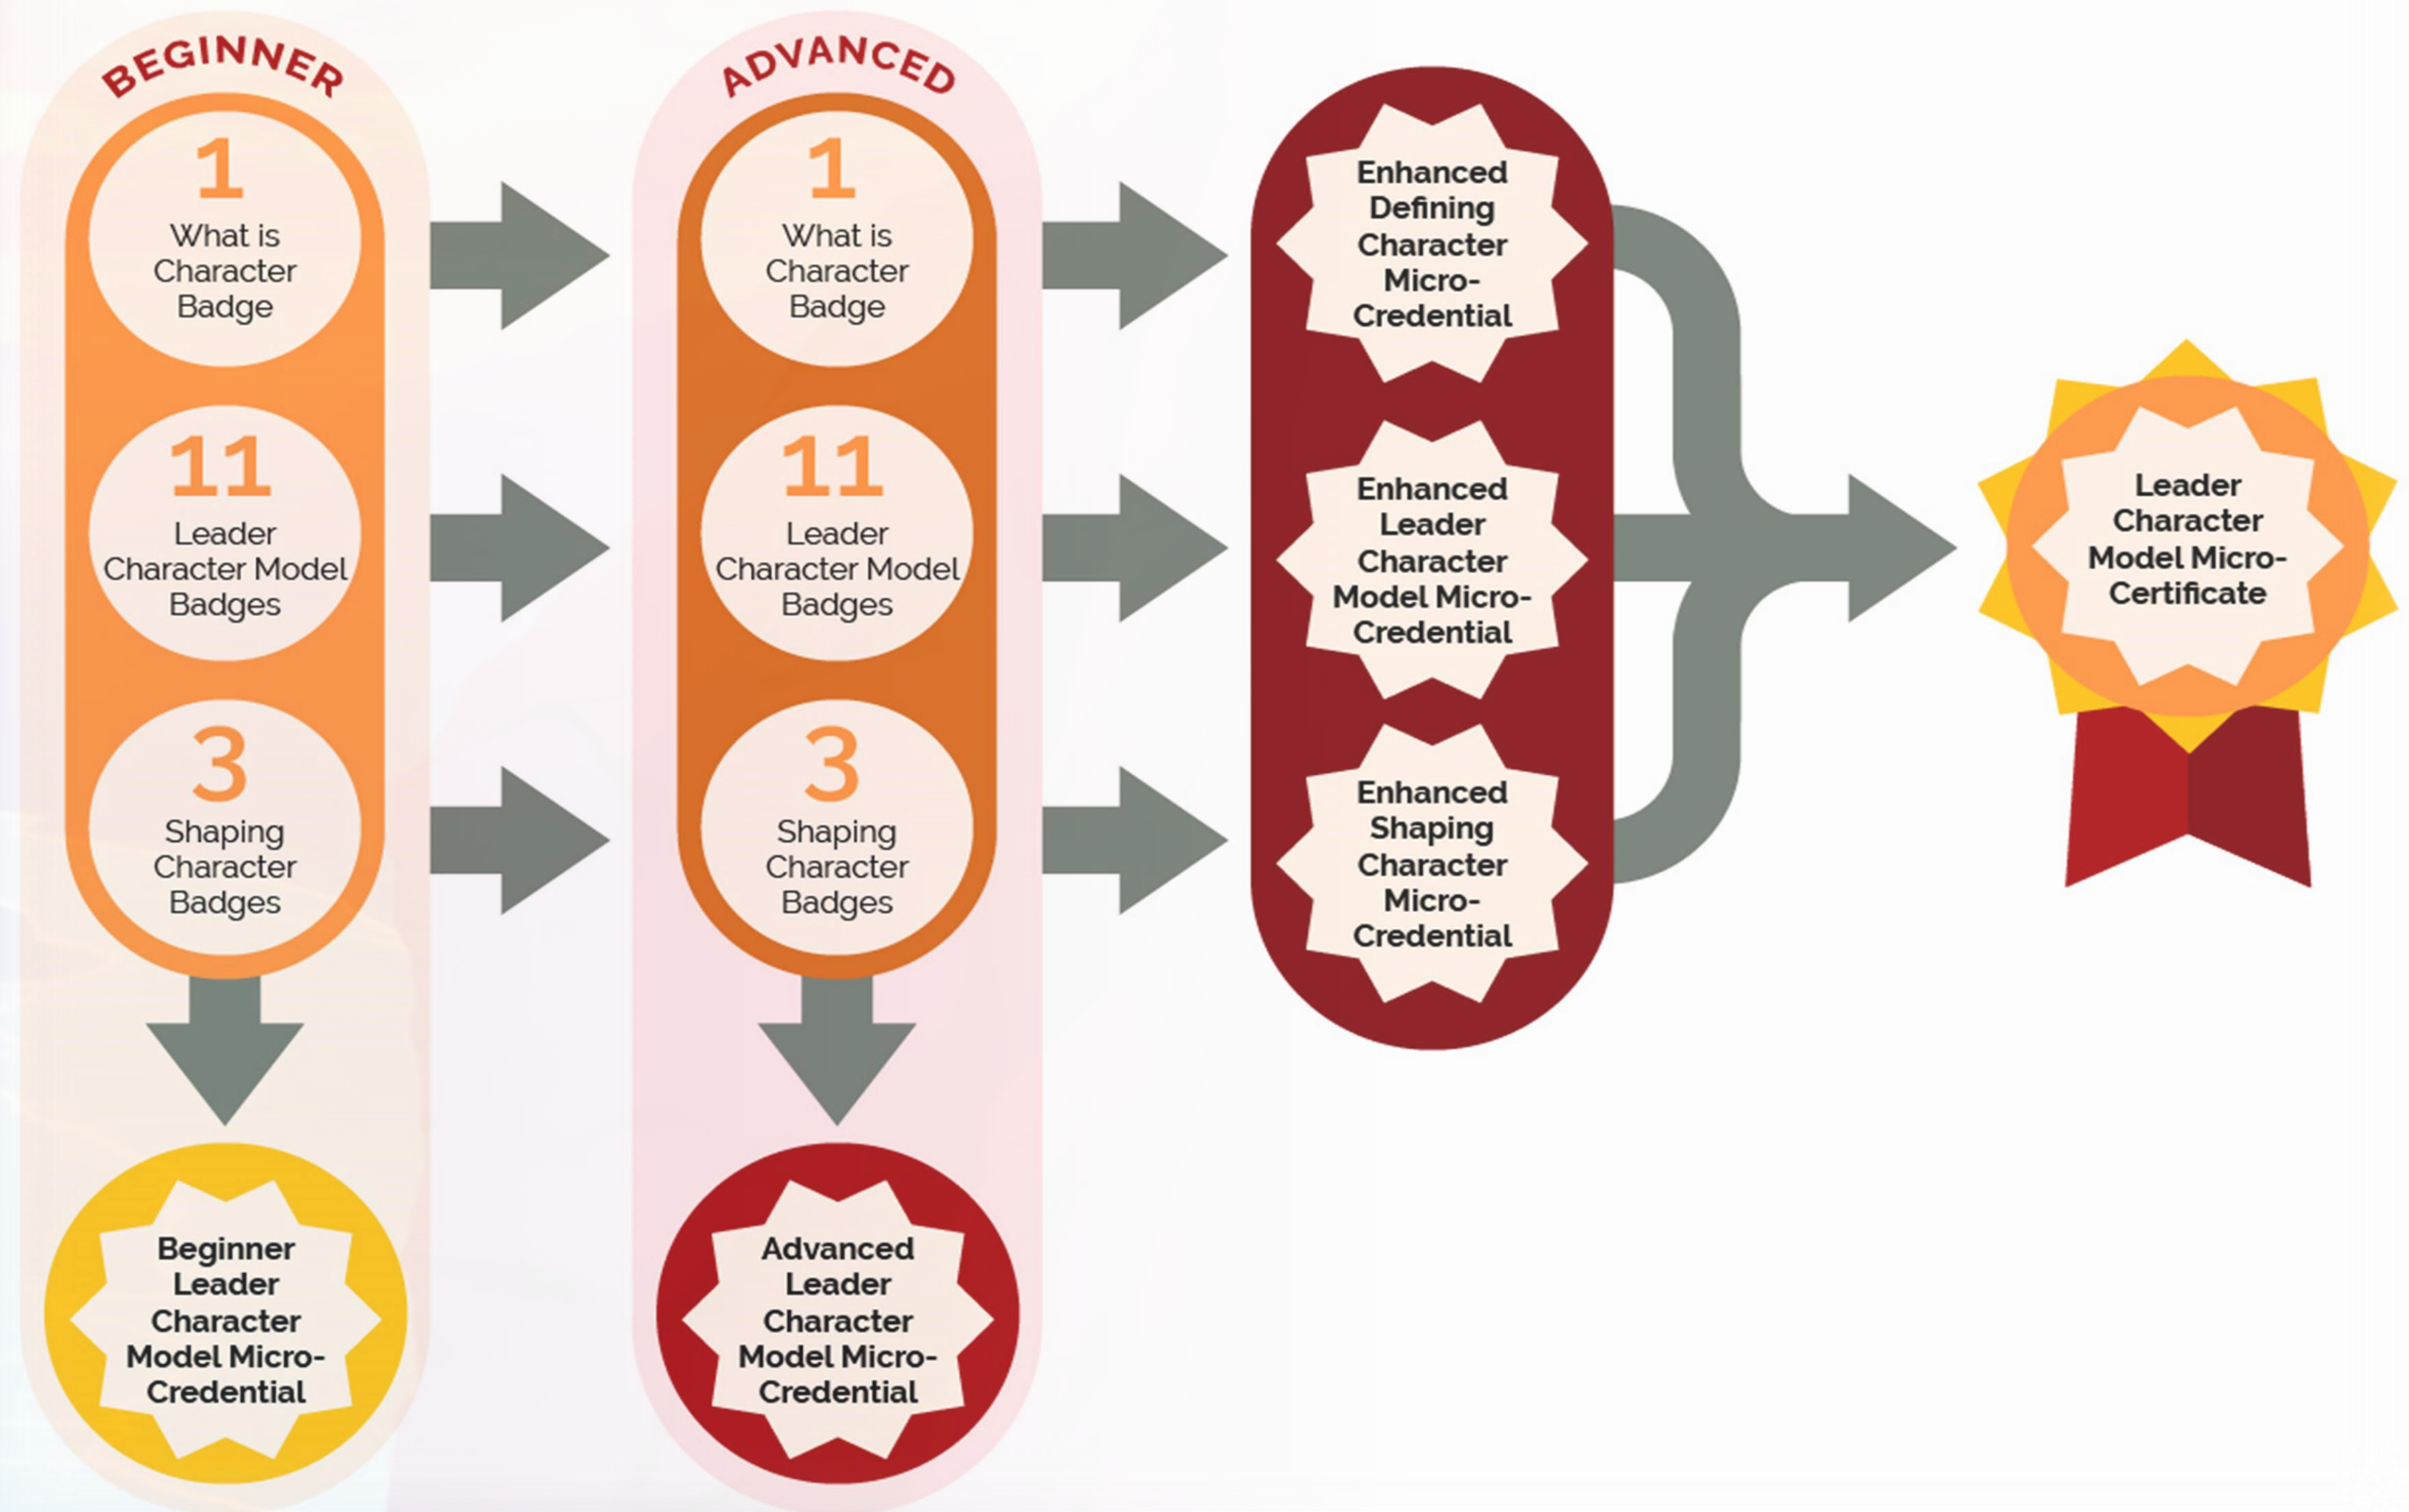 BEGINNER
1
What is
Character
Badge
11
Leader
Character Model
Badges
3
Shaping
Character
Badges
Beginner
Leader
Character
Model Micro-
Credential
ADVANCED
1
What is
Character
Badge
11
Leader
Character Model
Badges
3
Shaping
Character
Badges
Advanced
Leader
Character
Model Micro-
Credential
Enhanced
Defining
Character
Micro-
Credential
Enhanced
Leader
Character
Model Micro-
Credential
Enhanced
Shaping
Character
Micro-
Credential
Leader
Character
Model Micro-
Certificate